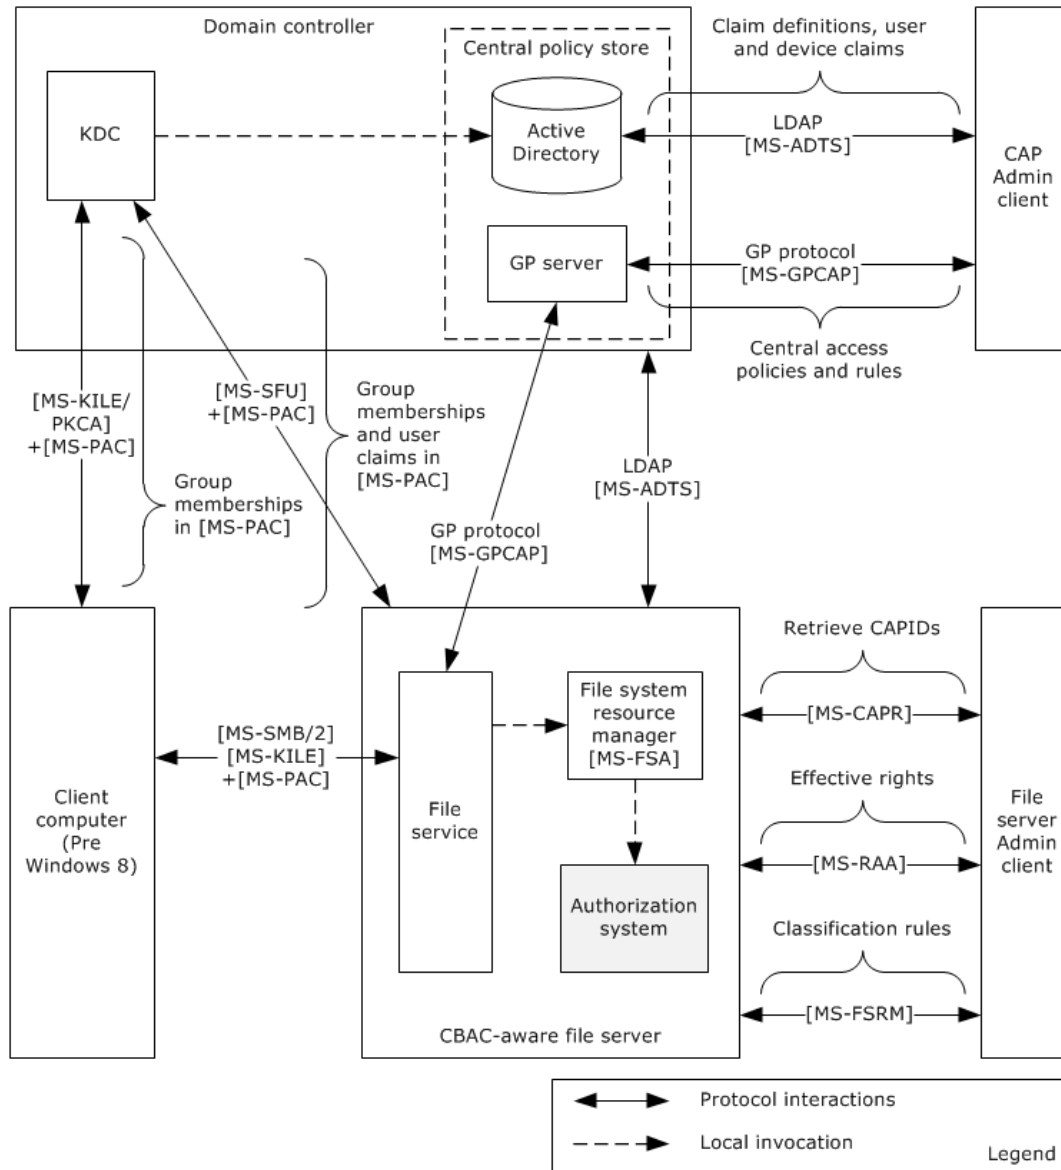 Domain controller
Central policy store
KDC
Active
Directory
GP server
Claim definitions, user
and device claims
LDAP
[MS-ADTS]
GP protocol
[MS-GPCAP]
Central access
policies and rules
CAP
Admin
client
[MS-KILE/
PKCA]
+[MS-PAC]
Group
memberships
in [MS-PAC]
[MS-SFU]
+[MS-PAC]
Group
memberships
and user
claims in
[MS-PAC]
GP protocol
[MS-GPCAP]
LDAP
[MS-ADTS]
Client
computer
(Pre
Windows 8)
[MS-SMB/2]
[MS-KILE]
+[MS-PAC]
File
service
File system
resource
manager
[MS-FSA]
Authorization
system
CBAC-aware file server
Retrieve CAPIDs
[MS-CAPR]
Effective rights
[MS-RAA]
Classification rules
[MS-FSRM]
File
server
Admin
client
Protocol interactions
Local invocation
Legend